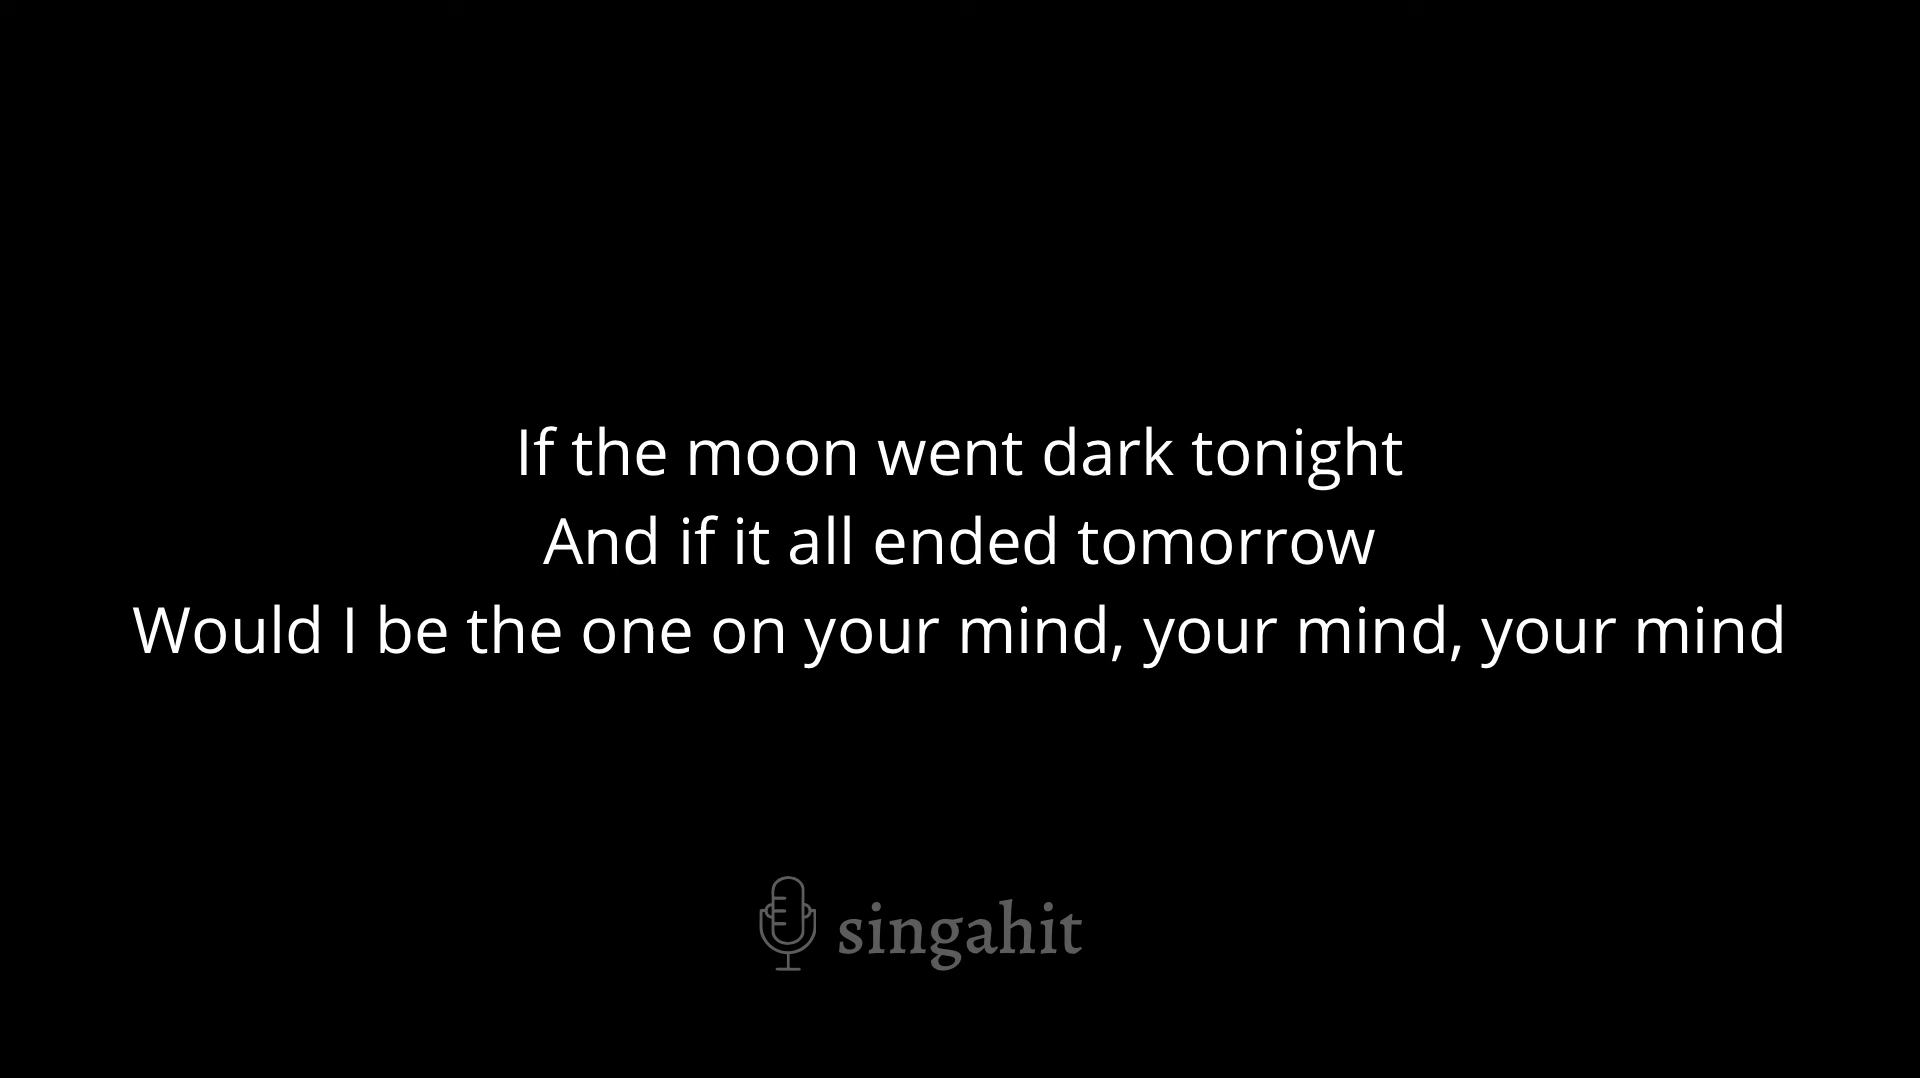 If the moon went dark tonight
And if it all ended tomorrow
Would I be the one on your mind, your mind, your mind
singahit